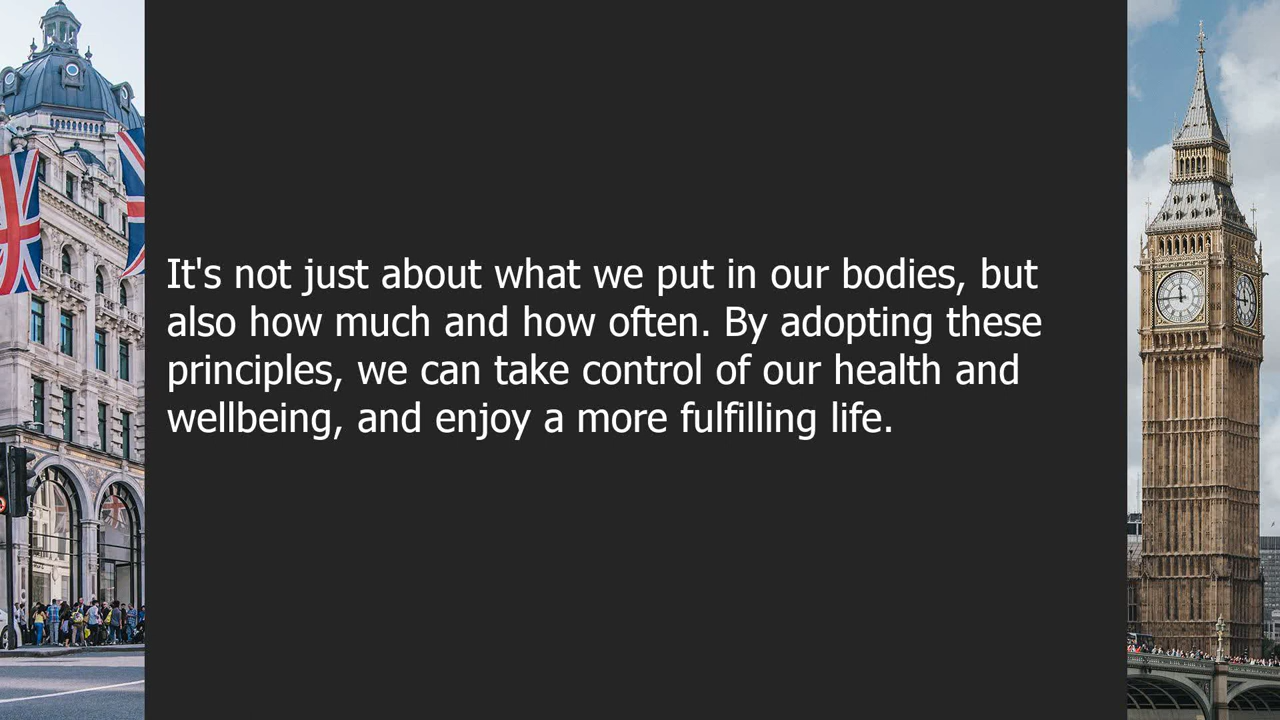 It's not just about what we put in our bodies, but
also how much and how often. By adopting these
principles, we can take control of our health and
wellbeing, and enjoy a more fulfilling life.